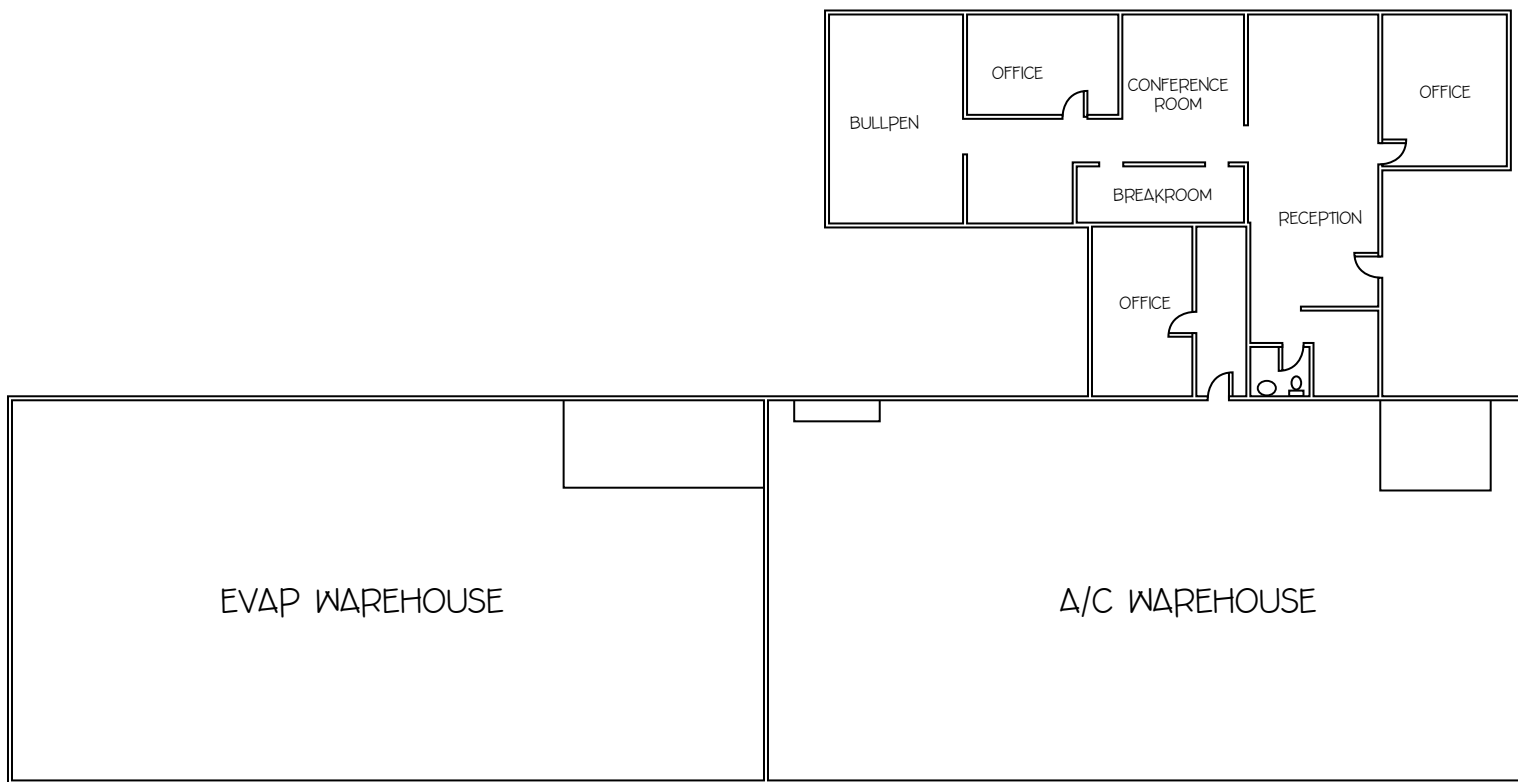 OFFICE
CONFERENCE
ROOM
OFFICE
BULLPEN
BREAKROOM
RECEPTION
OFFICE
EVAP WAREHOUSE
A/C WAREHOUSE